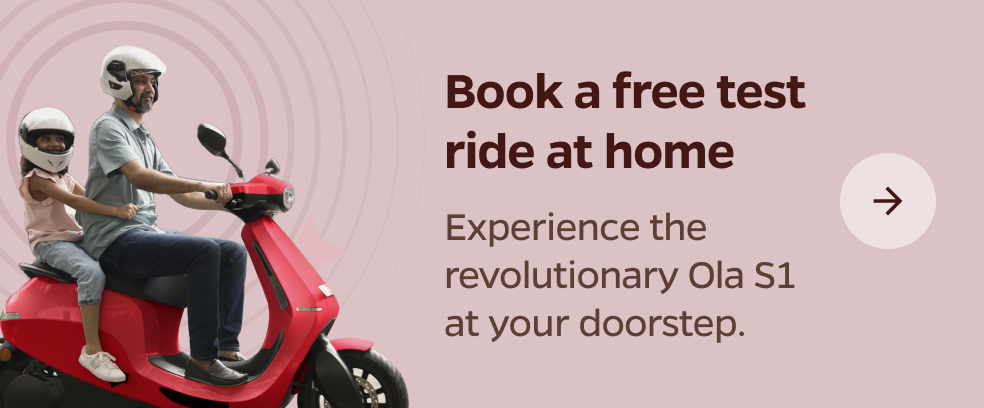 Book a free test
ride at home
Experience the
revolutionary Ola S1
at your doorstep.